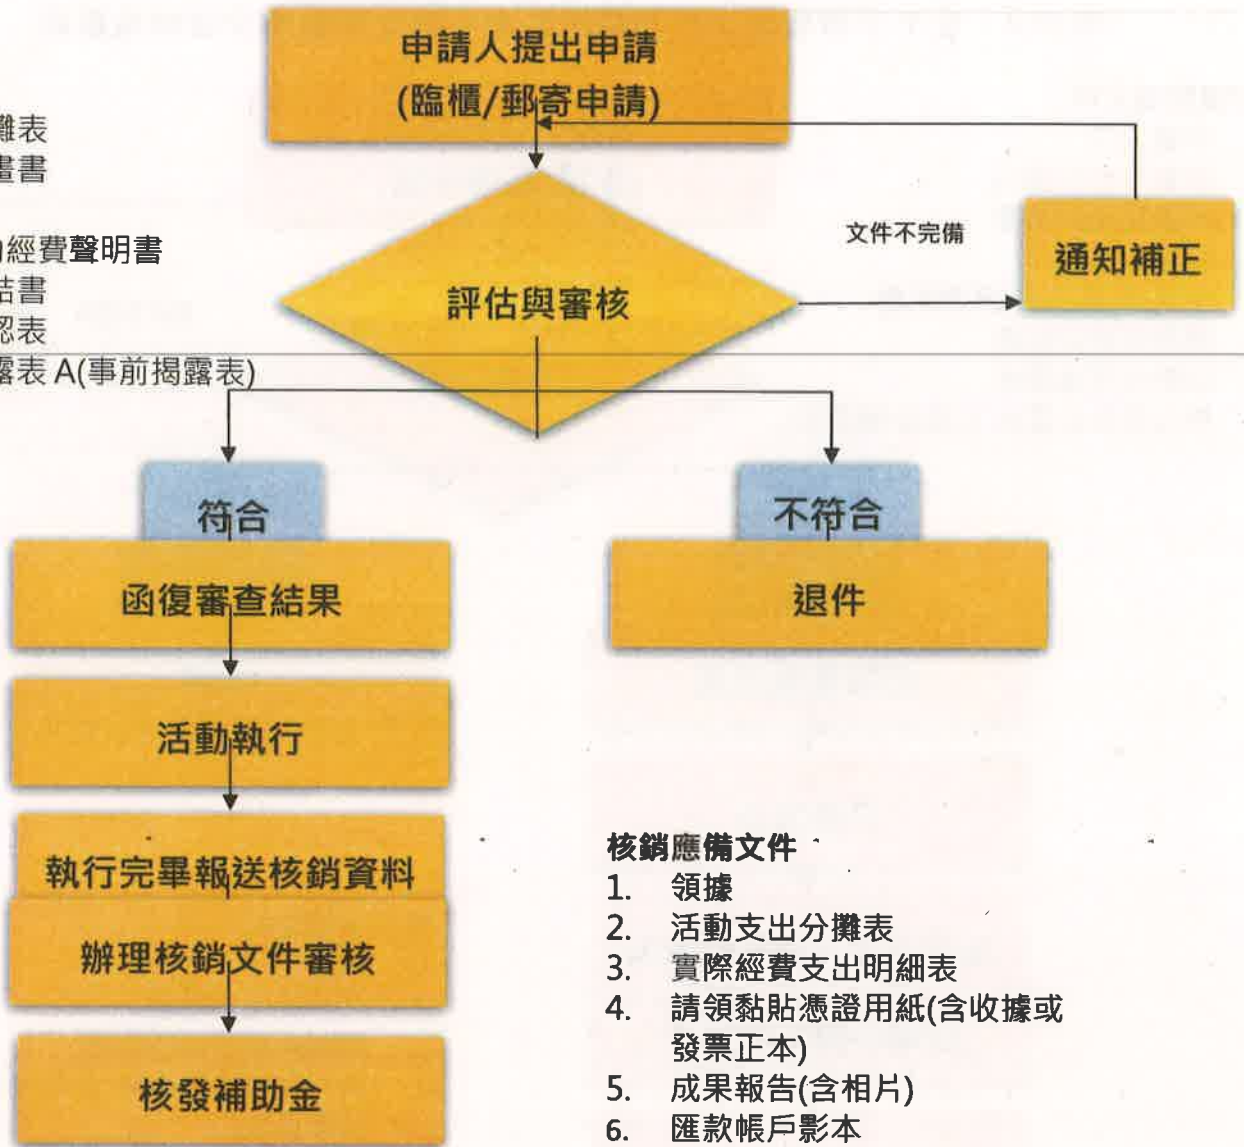 申請人提出申請
(臨櫃/郵寄申請)
攤表
畫書
經費聲明書
結書
認表
露表 A(事前揭露表)
文件不完備
通知補正
評估與審核
符合
不符合
函復審查結果
退件
活動執行
執行完畢報送核銷資料
辦理核銷文件審核
核發補助金
核銷應備文件
1. 領據
2. 活動支出分攤表
3. 實際經費支出明細表
4. 請領黏貼憑證用紙(含收據或
發票正本)
5. 成果報告(含相片)
6. 匯款帳戶影本